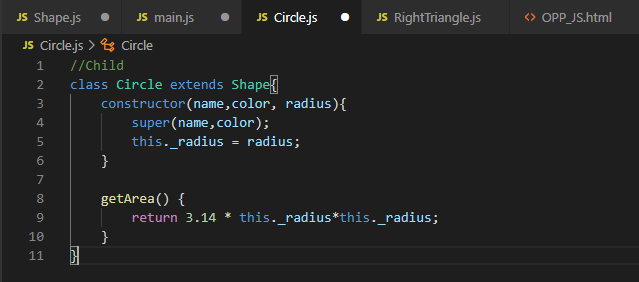 JS Shape.js JS main.js JS Circle.js JS RightTriangle.js <> OPP_JS.html
JS Circle.js > Circle
1 //Child
2 class Circle extends Shape{
3 constructor(name,color, radius){
4 super(name,color);
5 this._radius = radius;
6 }
7
8 getArea() {
9 return 3.14 * this._radius*this._radius;
10 }
11 }